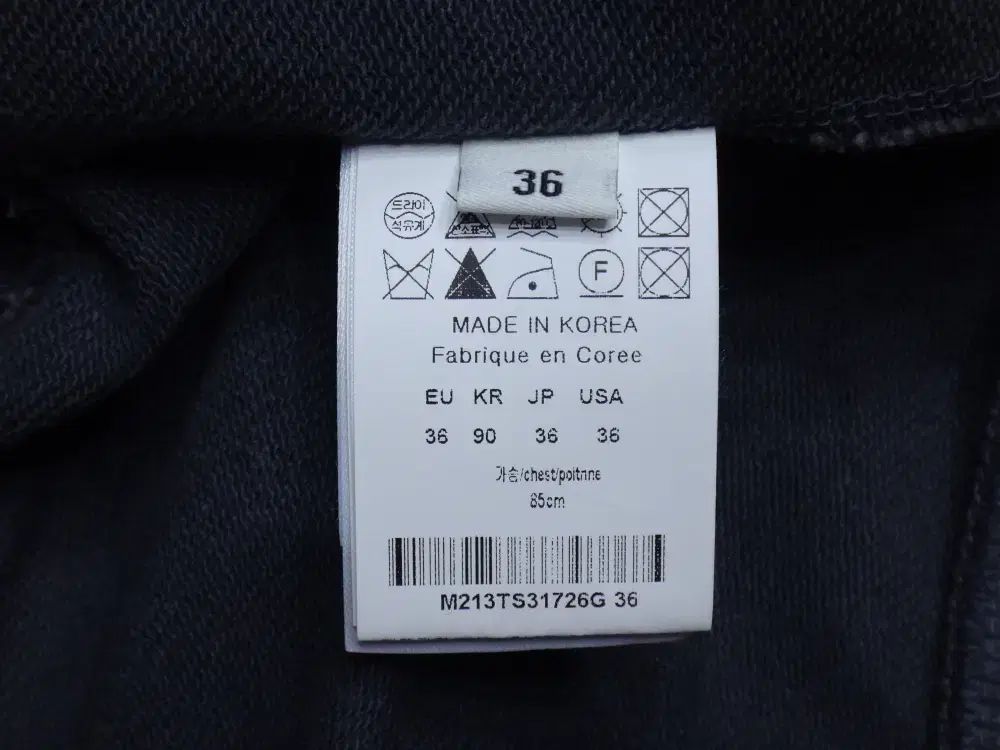 36
드라이
석유계
F
MADE IN KOREA
Fabrique en Coree
EU KR JP USA
36 90 36 36
가슴/chest/poitrine
85cm
M213TS31726G 36